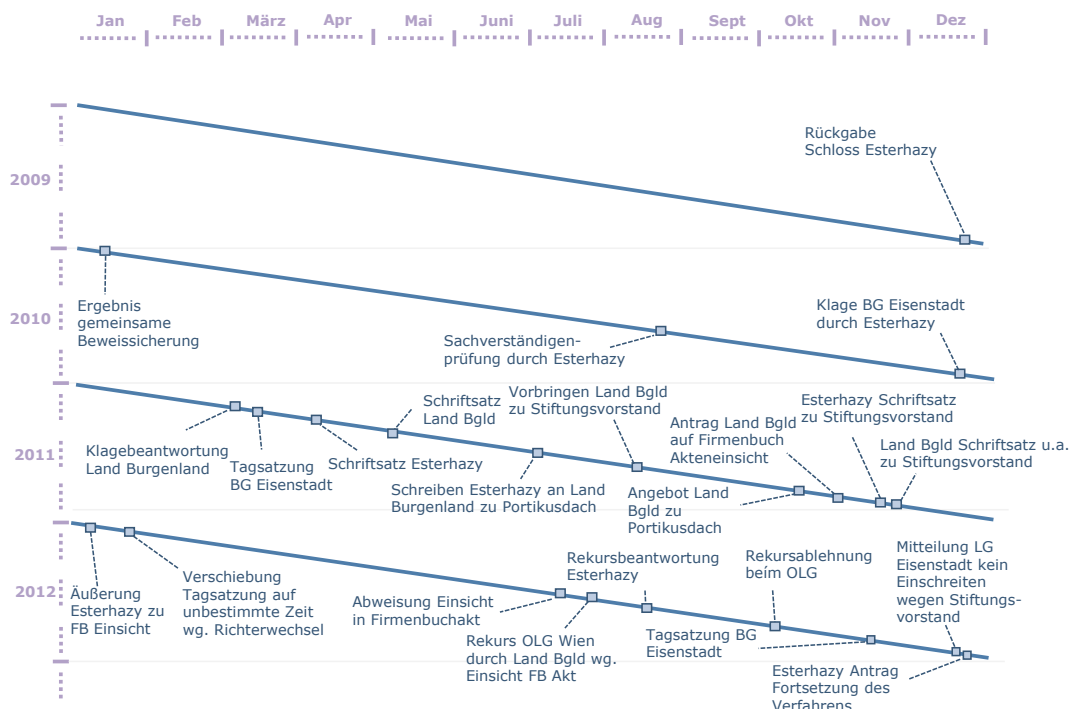 Jan Feb März Apr Mai Juni Juli Aug Sept Okt Nov Dez
2009
Rückgabe
Schloss Esterhazy
2010
Ergebnis
gemeinsame
Beweissicherung
Sachverständigen-
prüfung durch Esterhazy
Klage BG Eisenstadt
durch Esterhazy
2011
Klagebeantwortung
Land Burgenland
Tagsatzung
BG Eisenstadt
Schriftsatz Esterhazy
Schriftsatz
Land Bgld
Schreiben Esterhazy an Land
Burgenland zu Portikusdach
Vorbringen Land Bgld
zu Stiftungsvorstand
Angebot Land
Bgld zu
Portikusdach
Antrag Land Bgld
auf Firmenbuch
Akteneinsicht
Esterhazy Schriftsatz
zu Stiftungsvorstand
Land Bgld Schriftsatz u.a.
zu Stiftungsvorstand
2012
Äußerung
Esterhazy zu
FB Einsicht
Verschiebung
Tagsatzung auf
unbestimmte Zeit
wg. Richterwechsel
Abweisung Einsicht
in Firmenbuchakt
Rekurs OLG Wien
durch Land Bgld wg.
Einsicht FB Akt
Rekursbeantwortung
Esterhazy
Rekursablehnung
beim OLG
Tagsatzung BG
Eisenstadt
Mitteilung LG
Eisenstadt kein
Einschreiten
wegen Stiftungs-
vorstand
Esterhazy Antrag
Fortsetzung des
Verfahrens